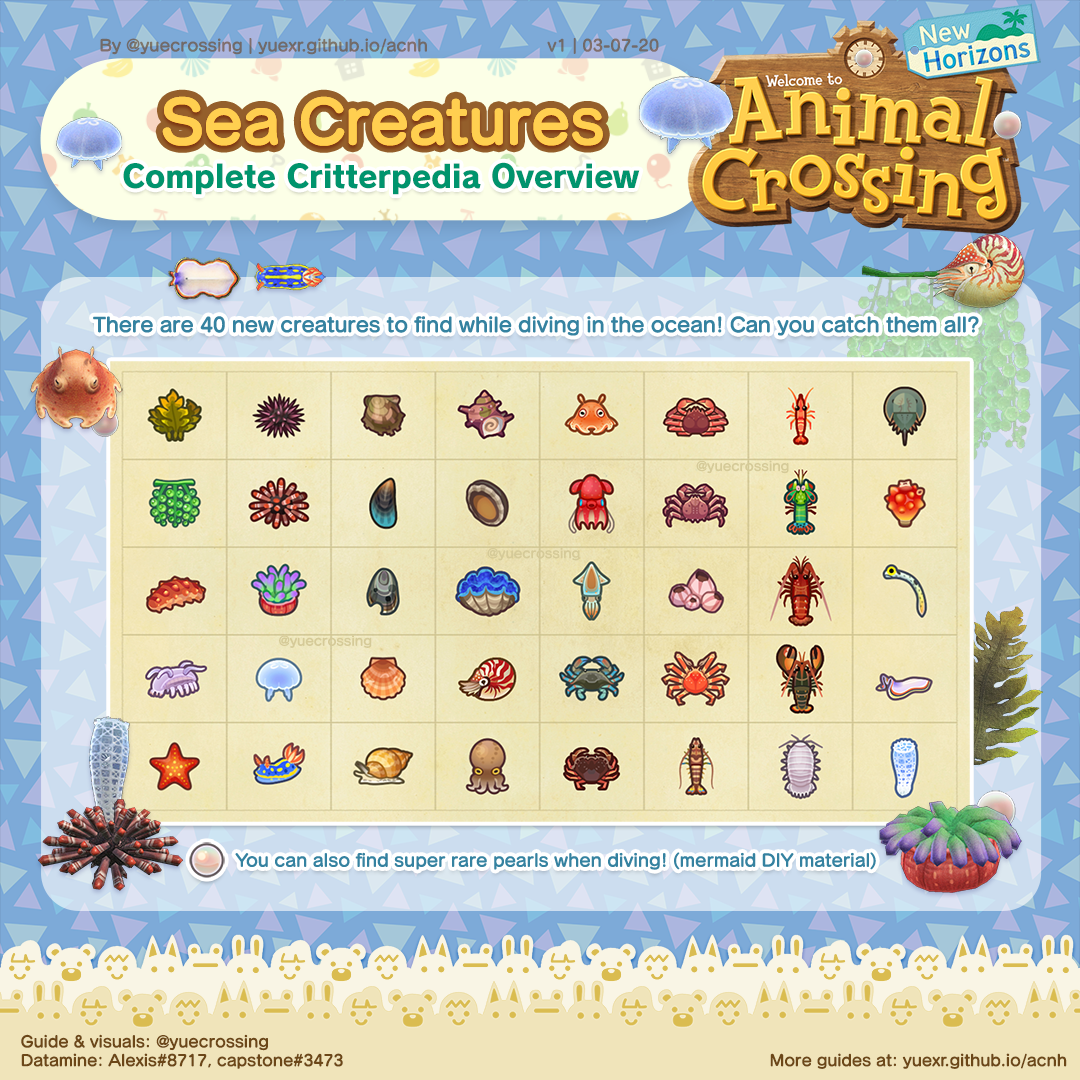 By @yuecrossing | yuexr.github.io/acnh
v1 | 03-07-20
New
Horizons
Welcome to
Animal
Crossing
Sea Creatures
Complete Critterpedia Overview
There are 40 new creatures to find while diving in the ocean! Can you catch them all?
@yuecrossing
@yuecrossing
@yuecrossing
You can also find super rare pearls when diving! (mermaid DIY material)
Guide & visuals: @yuecrossing
Datamine: Alexis#8717, capstone#3473
More guides at: yuexr.github.io/acnh